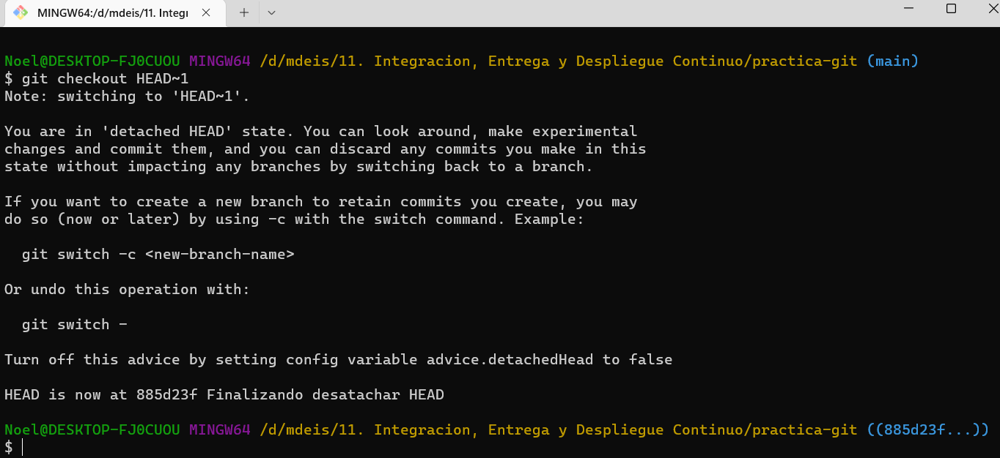 MINGW64:/d/mdeis/11. Integr
Noel@DESKTOP-FJ0CUOU MINGW64 /d/mdeis/11. Integracion, Entrega y Despliegue Continuo/practica-git (main)
$ git checkout HEAD~1
Note: switching to 'HEAD~1'.
You are in 'detached HEAD' state. You can look around, make experimental
changes and commit them, and you can discard any commits you make in this
state without impacting any branches by switching back to a branch.
If you want to create a new branch to retain commits you create, you may
do so (now or later) by using -c with the switch command. Example:
git switch -c <new-branch-name>
Or undo this operation with:
git switch -
Turn off this advice by setting config variable advice.detachedHead to false
HEAD is now at 885d23f Finalizando desatachar HEAD
Noel@DESKTOP-FJ0CUOU MINGW64 /d/mdeis/11. Integracion, Entrega y Despliegue Continuo/practica-git ((885d23f...))
$